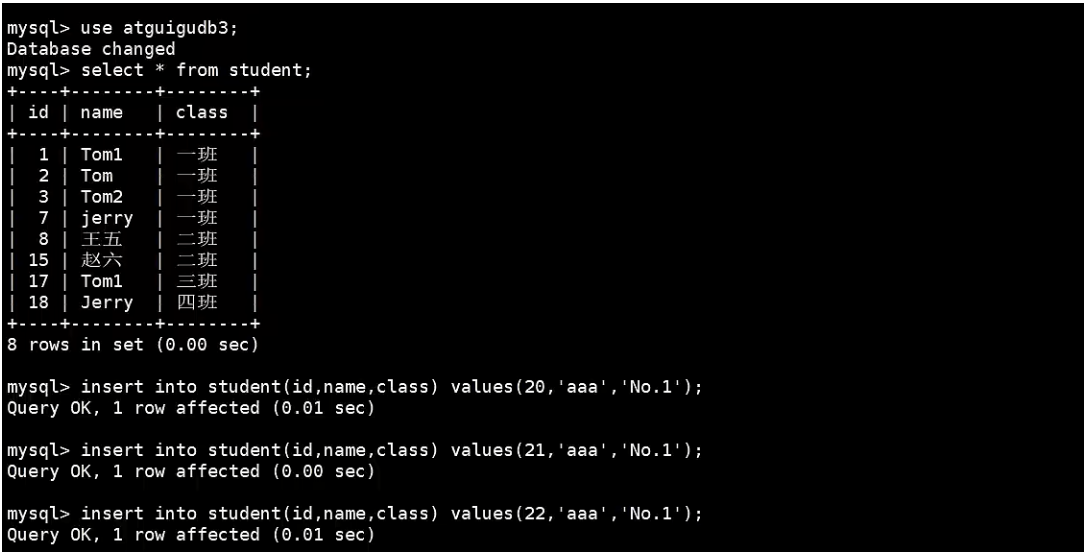 mysql> use atguigudb3;
Database changed
mysql> select * from student;
+----+--------+--------+
| id | name   | class  |
+----+--------+--------+
|  1 | Tom1   | 一班   |
|  2 | Tom    | 一班   |
|  3 | Tom2   | 一班   |
|  7 | jerry  | 一班   |
|  8 | 王五   | 二班   |
| 15 | 赵六   | 二班   |
| 17 | Tom1   | 三班   |
| 18 | Jerry  | 四班   |
+----+--------+--------+
8 rows in set (0.00 sec)
mysql> insert into student(id,name,class) values(20,'aaa','No.1');
Query OK, 1 row affected (0.01 sec)
mysql> insert into student(id,name,class) values(21,'aaa','No.1');
Query OK, 1 row affected (0.00 sec)
mysql> insert into student(id,name,class) values(22,'aaa','No.1');
Query OK, 1 row affected (0.01 sec)